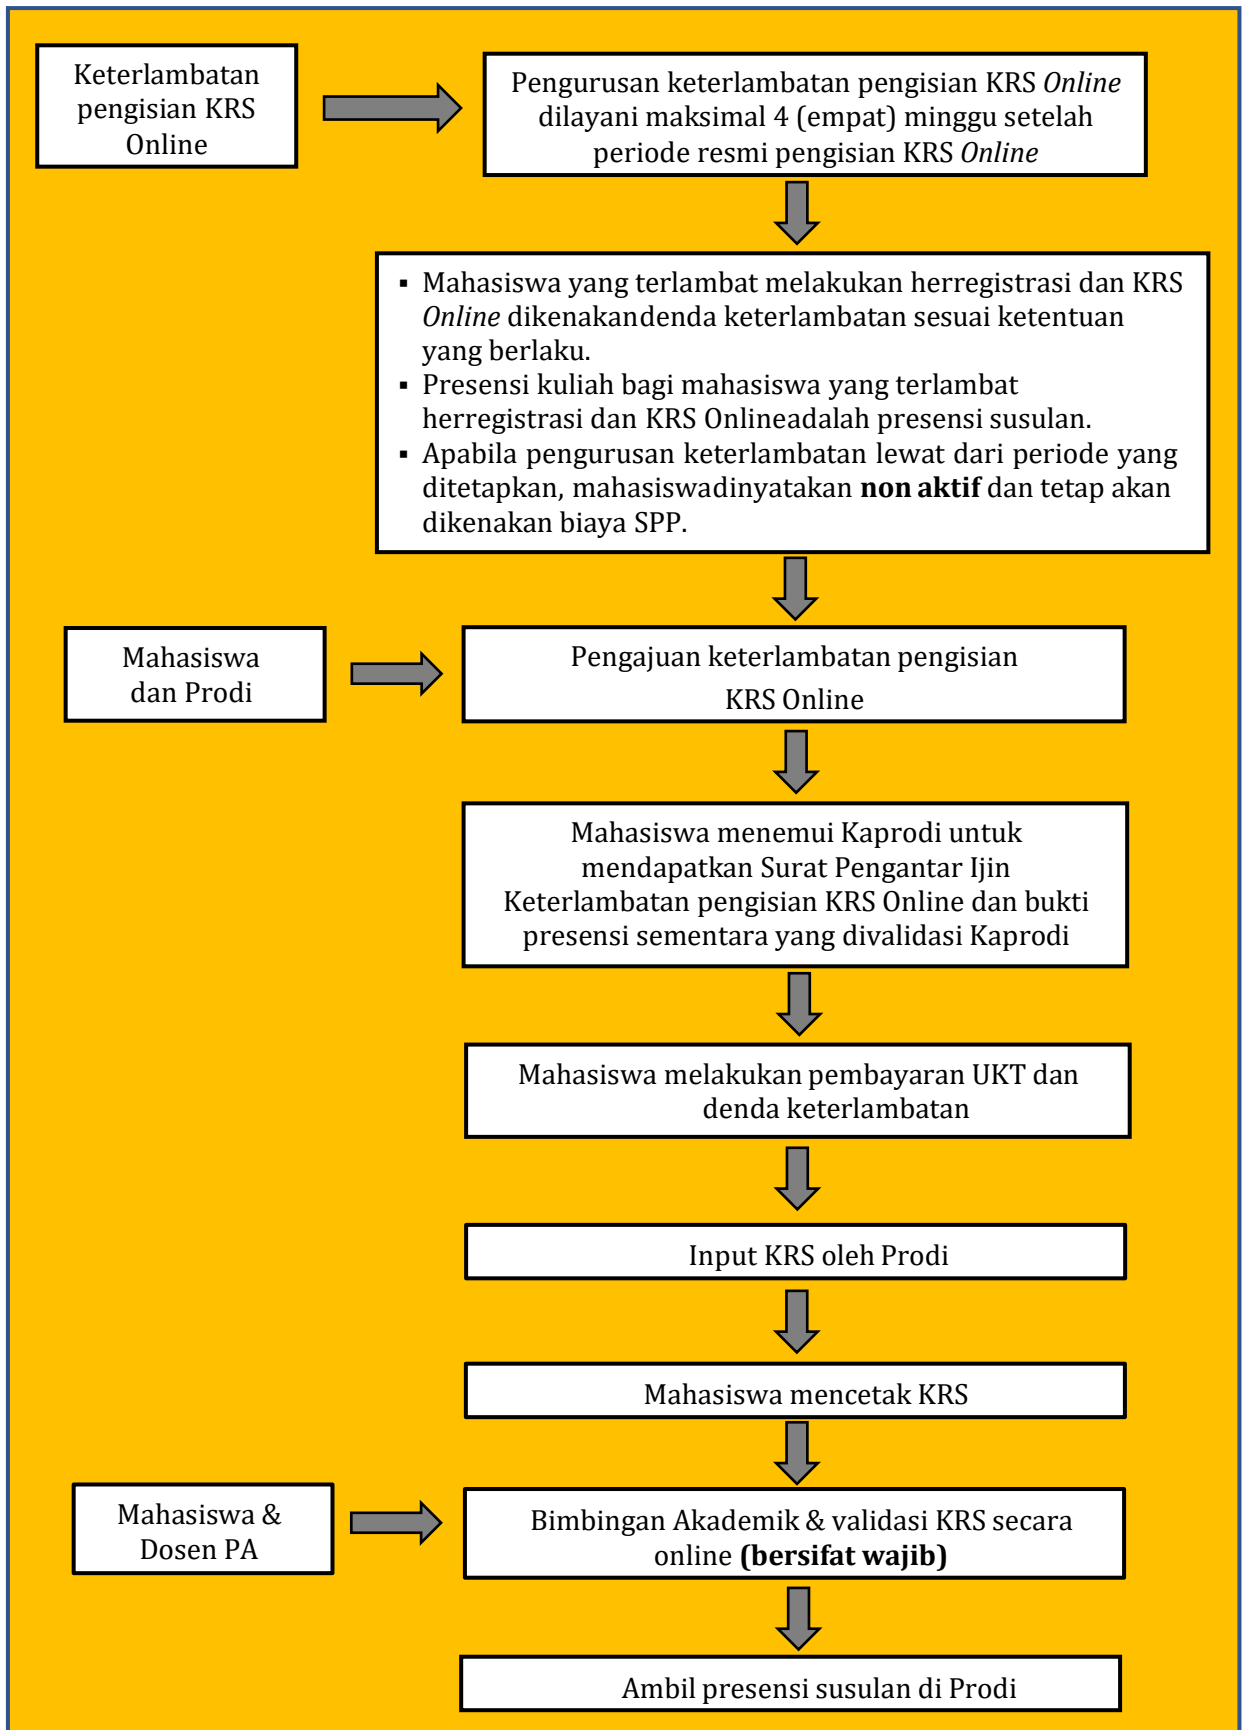 Keterlambatan
pengisian KRS
Online
Pengurusan keterlambatan pengisian KRS Online
dilayani maksimal 4 (empat) minggu setelah
periode resmi pengisian KRS Online
▪ Mahasiswa yang terlambat melakukan herregistrasi dan KRS
Online dikenakandenda keterlambatan sesuai ketentuan
yang berlaku.
▪ Presensi kuliah bagi mahasiswa yang terlambat
herregistrasi dan KRS Onlineadalah presensi susulan.
▪ Apabila pengurusan keterlambatan lewat dari periode yang
ditetapkan, mahasiswadinyatakan non aktif dan tetap akan
dikenakan biaya SPP.
Mahasiswa
dan Prodi
Pengajuan keterlambatan pengisian
KRS Online
Mahasiswa menemui Kaprodi untuk
mendapatkan Surat Pengantar Ijin
Keterlambatan pengisian KRS Online dan bukti
presensi sementara yang divalidasi Kaprodi
Mahasiswa melakukan pembayaran UKT dan
denda keterlambatan
Input KRS oleh Prodi
Mahasiswa mencetak KRS
Mahasiswa &
Dosen PA
Bimbingan Akademik & validasi KRS secara
online (bersifat wajib)
Ambil presensi susulan di Prodi